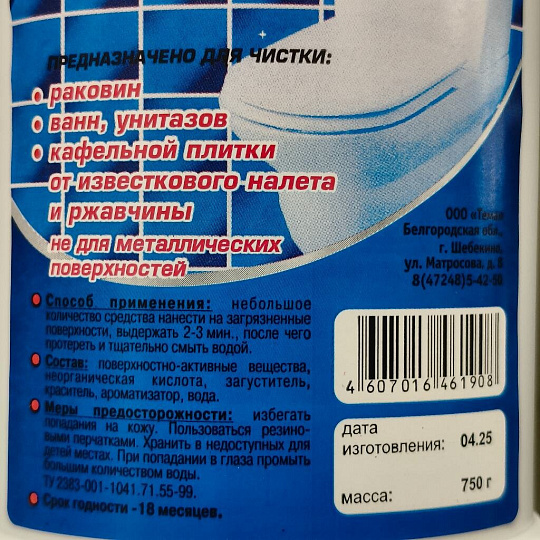 ПРЕДНАЗНАЧЕНО ДЛЯ ЧИСТКИ:
• раковин
• ванн, унитазов
• кафельной плитки
от известкового налета
и ржавчины
не для металлических
поверхностей
ООО
Белгородская обл.,
г. Шебекино,
ул. Матросова, д. 6
8(47248)5-42-50
• Способ применения: небольшое
количество средства нанести на загрязненные
поверхности, выдержать 2-3 мин., после чего
протереть и тщательно смыть водой.
• Состав: поверхностно-активные вещества,
неорганическая кислота, загуститель,
краситель, ароматизатор, вода.
• Меры предосторожности: избегать
попадания на кожу. Пользоваться резино-
выми перчатками. Хранить в недоступных для
детей местах. При попадании в глаза промыть
большим количеством воды.
ТУ 2383-001-1041.71.55-99.
• Срок годности -18 месяцев.
4 607016 461908
дата
изготовления: 04.25
масса: 750 г